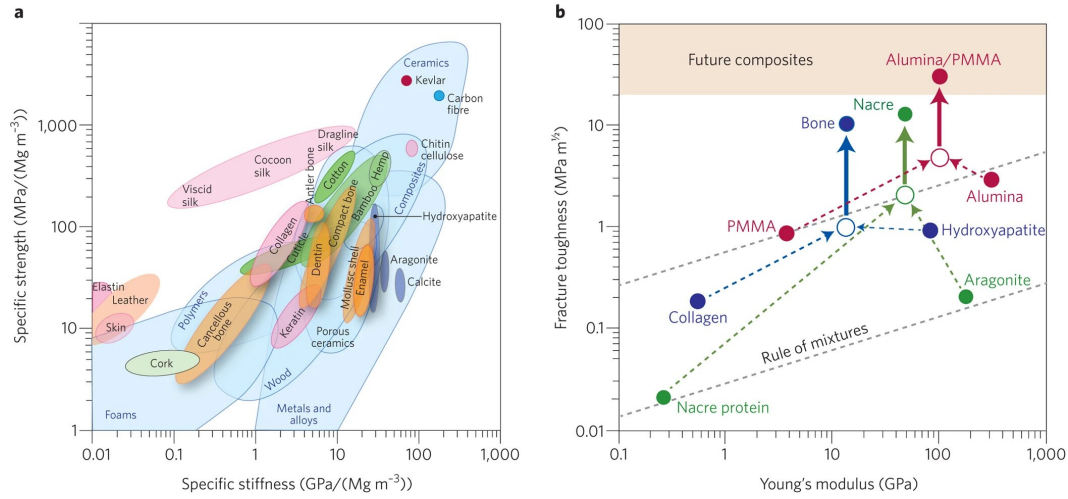 a
Specific strength (MPa/(Mg m⁻³))
1,000
100
10
1
0.01
0.1
1
10
100
1,000
Specific stiffness (GPa/(Mg m⁻³))
Ceramics
Kevlar
Carbon
fibre
Dragline
silk
Cocoon
silk
Viscid
silk
Chitin
cellulose
Antler bone
Cotton
Hemp
Bamboo
Compact bone
Composites
Collagen
Cuticle
Hydroxyapatite
Dentin
Mollusc shell
Enamel
Aragonite
Calcite
Elastin
Leather
Skin
Polymers
Cancellous
bone
Keratin
Porous
ceramics
Cork
Wood
Foams
Metals and
alloys
b
Fracture toughness (MPa m½)
100
10
1
0.1
0.01
0.1
1
10
100
1,000
Young's modulus (GPa)
Future composites
Alumina/PMMA
Nacre
Bone
Alumina
PMMA
Hydroxyapatite
Aragonite
Collagen
Rule of mixtures
Nacre protein